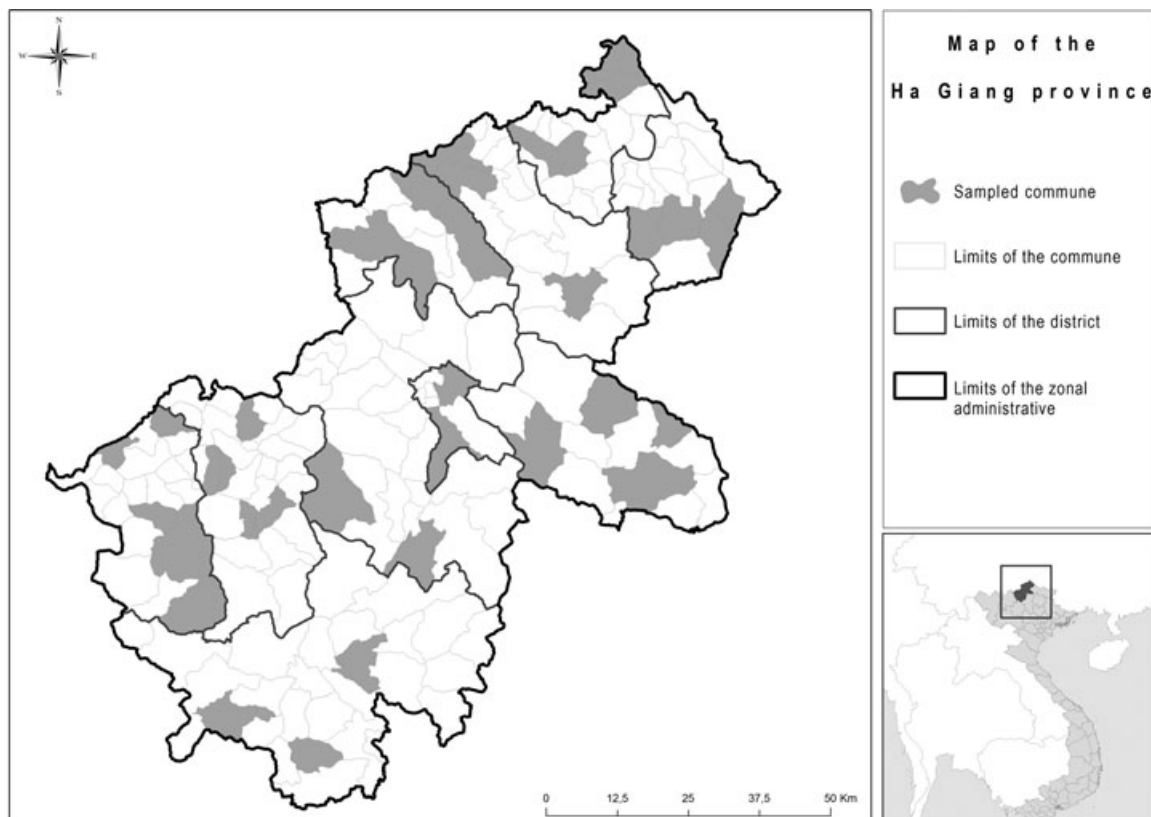 N
W E
S
Map of the
Ha Giang province
Sampled commune
Limits of the commune
Limits of the district
Limits of the zonal
administrative
0 12,5 25 37,5 50 Km